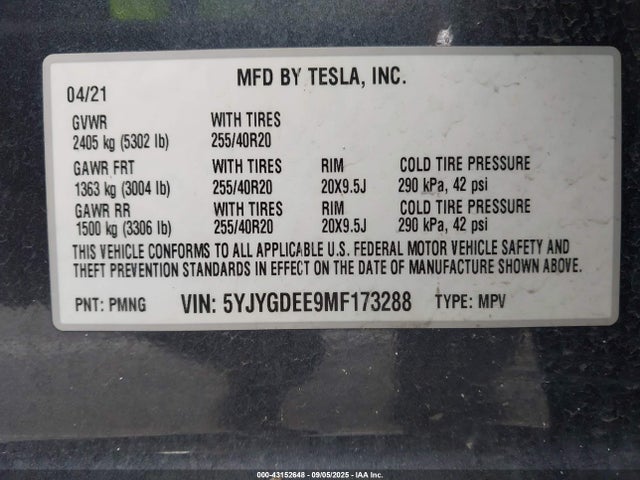 MFD BY TESLA, INC.
04/21
GVWR WITH TIRES
2405 kg (5302 lb) 255/40R20
GAWR FRT WITH TIRES RIM COLD TIRE PRESSURE
1363 kg (3004 lb) 255/40R20 20X9.5J 290 kPa, 42 psi
GAWR RR WITH TIRES RIM COLD TIRE PRESSURE
1500 kg (3306 lb) 255/40R20 20X9.5J 290 kPa, 42 psi
THIS VEHICLE CONFORMS TO ALL APPLICABLE U.S. FEDERAL MOTOR VEHICLE SAFETY AND
THEFT PREVENTION STANDARDS IN EFFECT ON THE DATE OF MANUFACTURE SHOWN ABOVE.
PNT: PMNG VIN: 5YJYGDEE9MF173288 TYPE: MPV
000-43152648 - 09/05/2025 - IAA Inc.